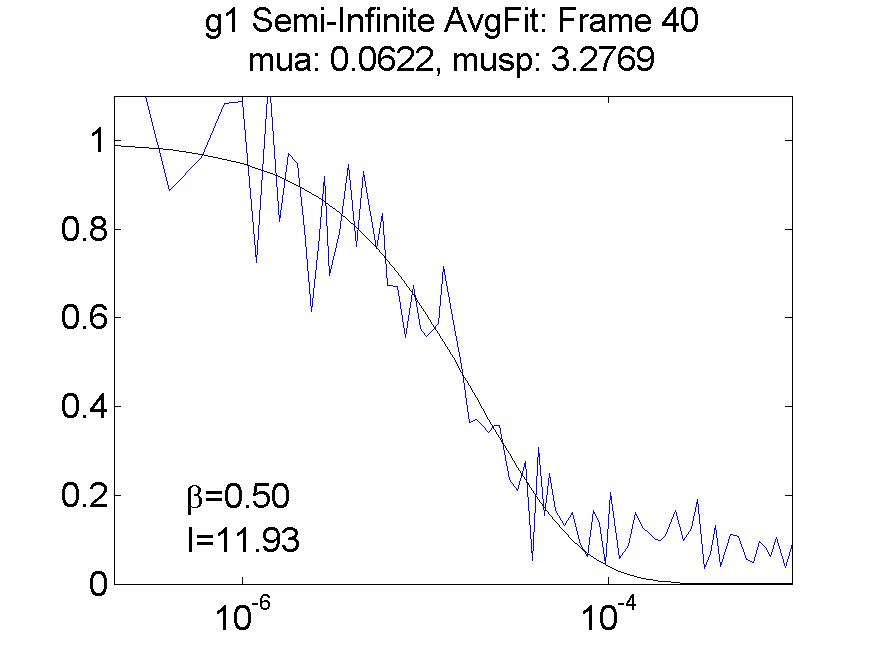 g1 Semi-Infinite AvgFit: Frame 40
mua: 0.0622, musp: 3.2769
1
0.8
0.6
0.4
0.2
0
β=0.50
I=11.93
10^-6
10^-4